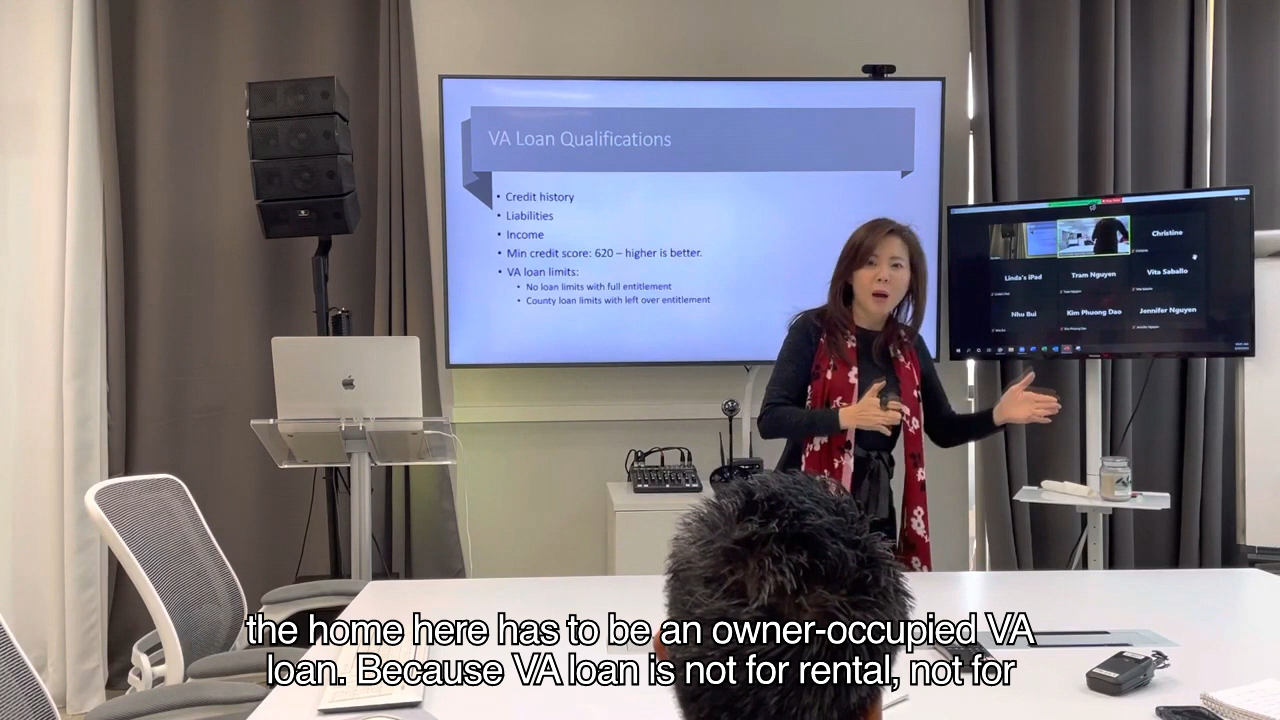 VA Loan Qualifications
• Credit history
• Liabilities
• Income
• Min credit score: 620 – higher is better.
• VA loan limits:
• No loan limits with full entitlement
• County loan limits with left over entitlement
Christine
Linda's iPad
Tram Nguyen
Vita Saballo
Nhu Bui
Kim Phuong Dao
Jennifer Nguyen
the home here has to be an owner-occupied VA
loan. Because VA loan is not for rental, not for